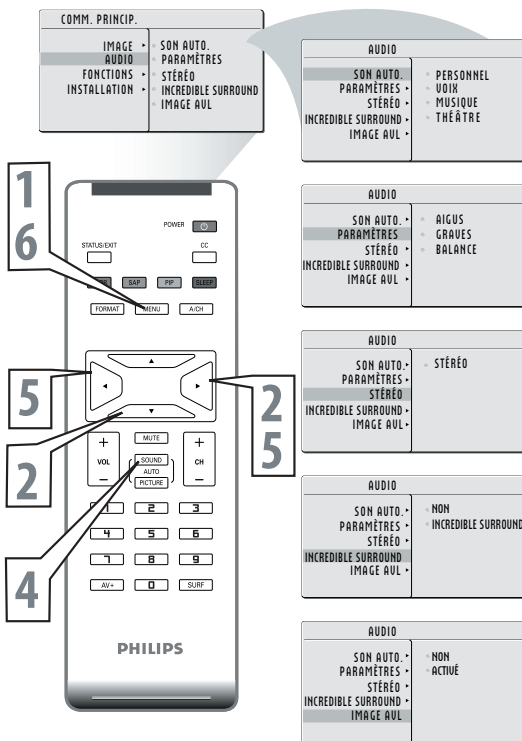 COMM. PRINCIP.
IMAGE
AUDIO
FONCTIONS
INSTALLATION
SON AUTO.
PARAMÈTRES
STÉRÉO
INCREDIBLE SURROUND
IMAGE AVL
AUDIO
SON AUTO.
PARAMÈTRES
STÉRÉO
INCREDIBLE SURROUND
IMAGE AVL
PERSONNEL
VOIX
MUSIQUE
THÉÂTRE
AUDIO
SON AUTO.
PARAMÈTRES
STÉRÉO
INCREDIBLE SURROUND
IMAGE AVL
AIGUS
GRAVES
BALANCE
AUDIO
SON AUTO.
PARAMÈTRES
STÉRÉO
INCREDIBLE SURROUND
IMAGE AVL
STÉRÉO
AUDIO
SON AUTO.
PARAMÈTRES
STÉRÉO
INCREDIBLE SURROUND
IMAGE AVL
NON
INCREDIBLE SURROUND
AUDIO
SON AUTO.
PARAMÈTRES
STÉRÉO
INCREDIBLE SURROUND
IMAGE AVL
NON
ACTIVÉ
1
6
5
2
4
2
5
POWER
STATUS/EXIT CC
SAP PIP SLEEP
FORMAT MENU A/CH
MUTE
VOL SOUND CH
AUTO
PICTURE
1 2 3
4 5 6
7 8 9
AV+ 0 SURF
PHILIPS